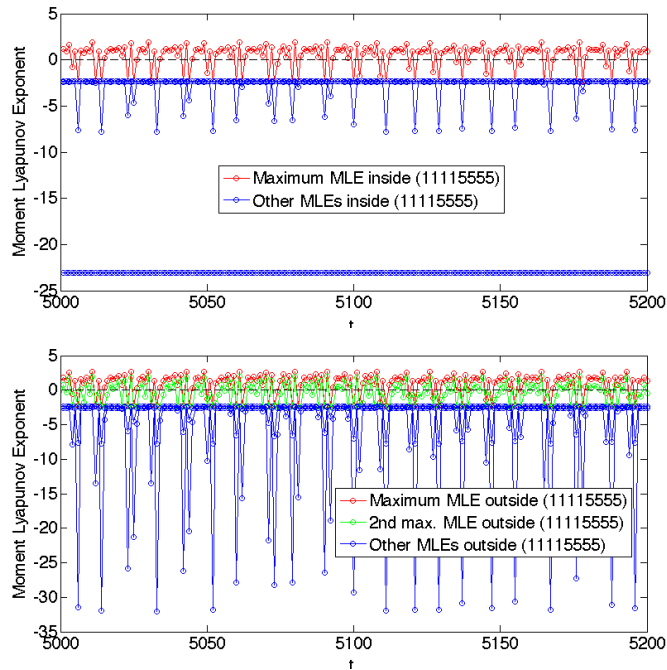 5
0
-5
-10
-15
-20
-25
Moment Lyapunov Exponent
Maximum MLE inside (11115555)
Other MLEs inside (11115555)
5000 5050 5100 5150 5200
t
5
0
-5
-10
-15
-20
-25
-30
-35
Moment Lyapunov Exponent
Maximum MLE outside (11115555)
2nd max. MLE outside (11115555)
Other MLEs outside (11115555)
5000 5050 5100 5150 5200
t